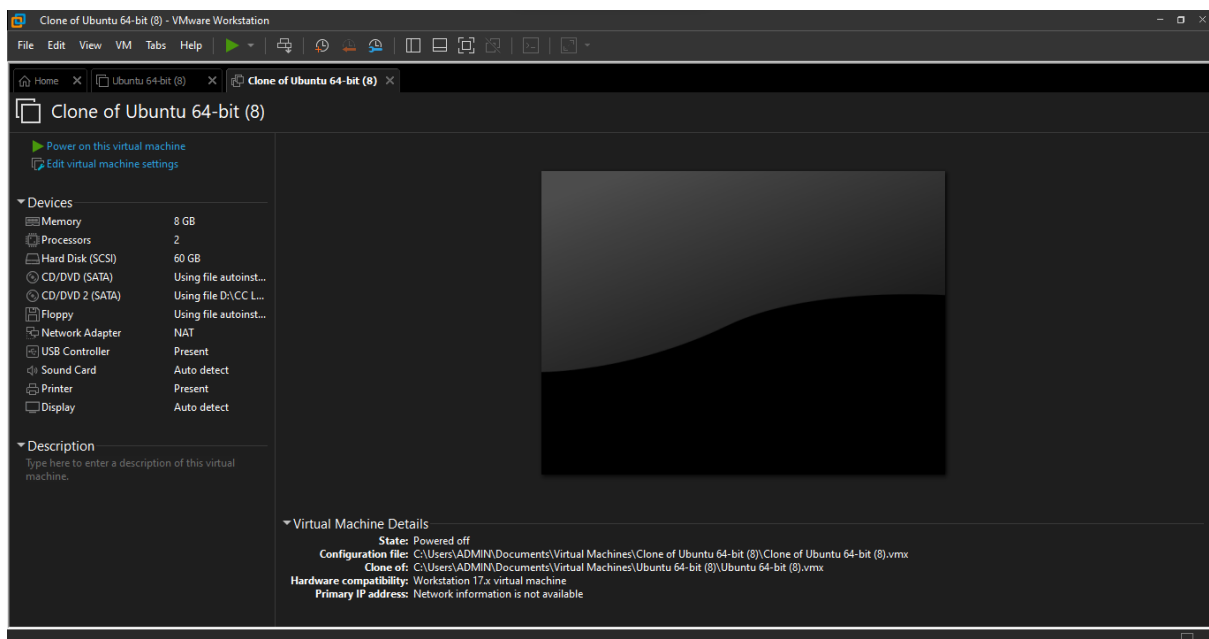 Clone of Ubuntu 64-bit (8) - VMware Workstation
File Edit View VM Tabs Help
Home Ubuntu 64-bit (8) Clone of Ubuntu 64-bit (8)
Clone of Ubuntu 64-bit (8)
Power on this virtual machine
Edit virtual machine settings
Devices
Memory 8 GB
Processors 2
Hard Disk (SCSI) 60 GB
CD/DVD (SATA) Using file autoinst...
CD/DVD 2 (SATA) Using file D:\CC L...
Floppy Using file autoinst...
Network Adapter NAT
USB Controller Present
Sound Card Auto detect
Printer Present
Display Auto detect
Description
Type here to enter a description of this virtual
machine.
Virtual Machine Details
State: Powered off
Configuration file: C:\Users\ADMIN\Documents\Virtual Machines\Clone of Ubuntu 64-bit (8)\Clone of Ubuntu 64-bit (8).vmx
Clone of: C:\Users\ADMIN\Documents\Virtual Machines\Ubuntu 64-bit (8)\Ubuntu 64-bit (8).vmx
Hardware compatibility: Workstation 17.x virtual machine
Primary IP address: Network information is not available